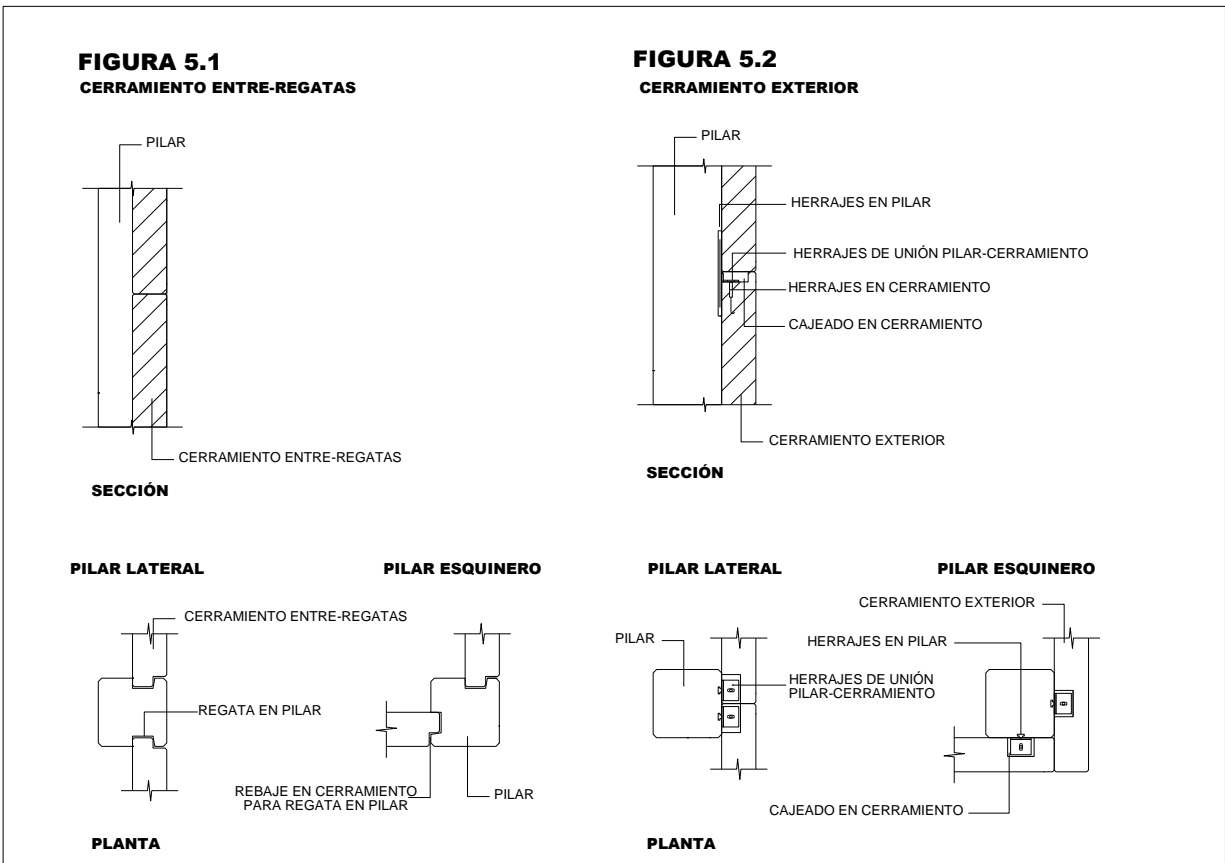 FIGURA 5.1
CERRAMIENTO ENTRE-REGATAS
PILAR
CERRAMIENTO ENTRE-REGATAS
SECCIÓN
PILAR LATERAL
PILAR ESQUINERO
CERRAMIENTO ENTRE-REGATAS
REGATA EN PILAR
REBAJE EN CERRAMIENTO
PARA REGATA EN PILAR
PILAR
PLANTA
FIGURA 5.2
CERRAMIENTO EXTERIOR
PILAR
HERRAJES EN PILAR
HERRAJES DE UNIÓN PILAR-CERRAMIENTO
HERRAJES EN CERRAMIENTO
CAJEADO EN CERRAMIENTO
CERRAMIENTO EXTERIOR
SECCIÓN
PILAR LATERAL
PILAR ESQUINERO
CERRAMIENTO EXTERIOR
PILAR
HERRAJES EN PILAR
HERRAJES DE UNIÓN
PILAR-CERRAMIENTO
CAJEADO EN CERRAMIENTO
PLANTA